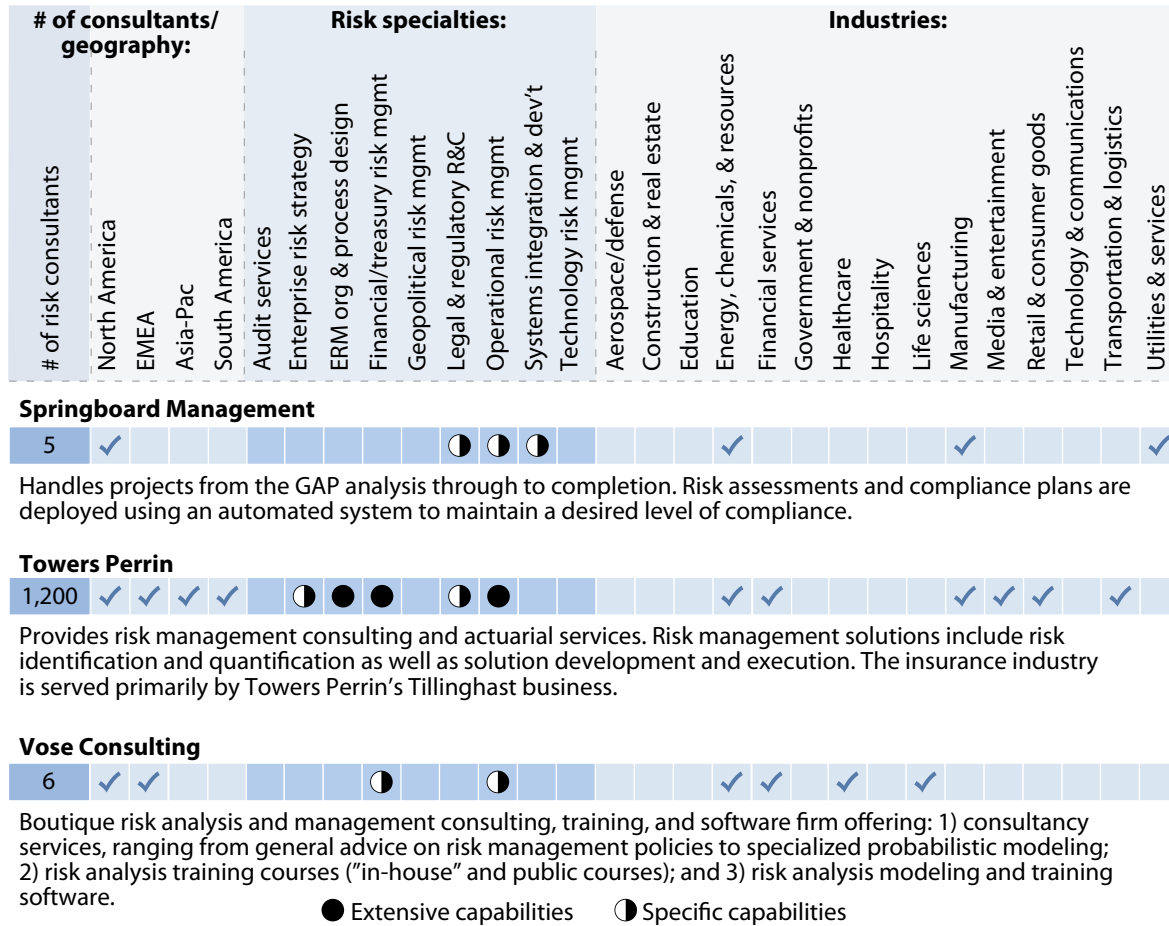 # of consultants/
geography:
Risk specialties:
Industries:
# of risk consultants
North America
EMEA
Asia-Pac
South America
Audit services
Enterprise risk strategy
ERM org & process design
Financial/treasury risk mgmt
Geopolitical risk mgmt
Legal & regulatory R&C
Operational risk mgmt
Systems integration & dev't
Technology risk mgmt
Aerospace/defense
Construction & real estate
Education
Energy, chemicals, & resources
Financial services
Government & nonprofits
Healthcare
Hospitality
Life sciences
Manufacturing
Media & entertainment
Retail & consumer goods
Technology & communications
Transportation & logistics
Utilities & services
Springboard Management
5
Handles projects from the GAP analysis through to completion. Risk assessments and compliance plans are
deployed using an automated system to maintain a desired level of compliance.
Towers Perrin
1,200
Provides risk management consulting and actuarial services. Risk management solutions include risk
identification and quantification as well as solution development and execution. The insurance industry
is served primarily by Towers Perrin's Tillinghast business.
Vose Consulting
6
Boutique risk analysis and management consulting, training, and software firm offering: 1) consultancy
services, ranging from general advice on risk management policies to specialized probabilistic modeling;
2) risk analysis training courses ("in-house" and public courses); and 3) risk analysis modeling and training
software.
Extensive capabilities
Specific capabilities